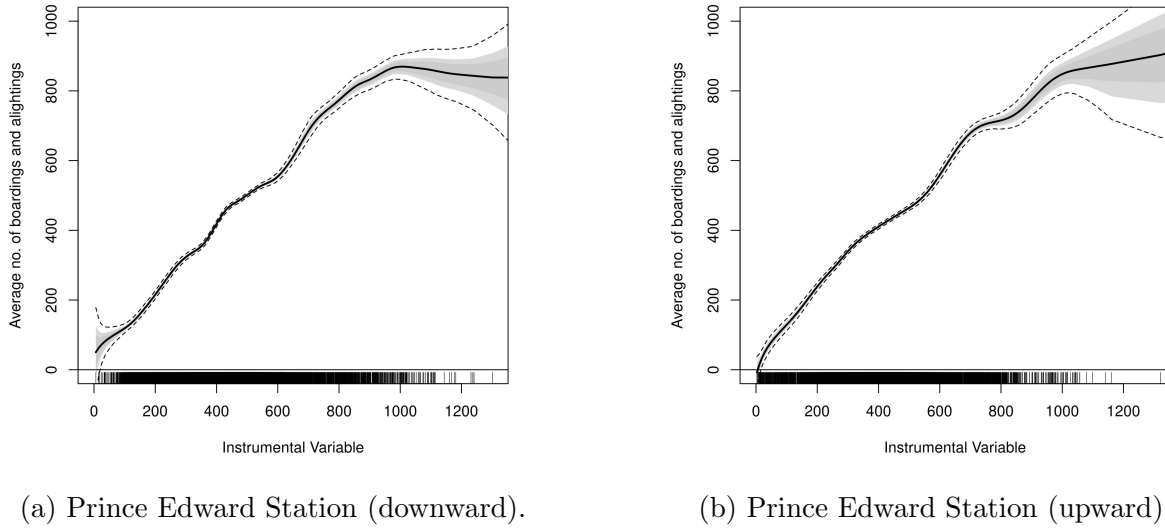 1000
800
600
400
200
0
Average no. of boardings and alightings
0 200 400 600 800 1000 1200
Instrumental Variable
(a) Prince Edward Station (downward).
1000
800
600
400
200
0
Average no. of boardings and alightings
0 200 400 600 800 1000 1200
Instrumental Variable
(b) Prince Edward Station (upward)